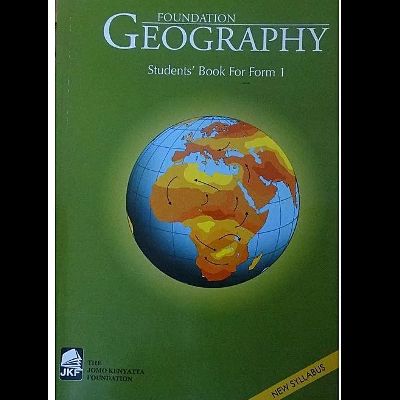 FOUNDATION
GEOGRAPHY
Students' Book For Form 1
NEW SYLLABUS
JKF
THE
JOMO KENYATTA
FOUNDATION